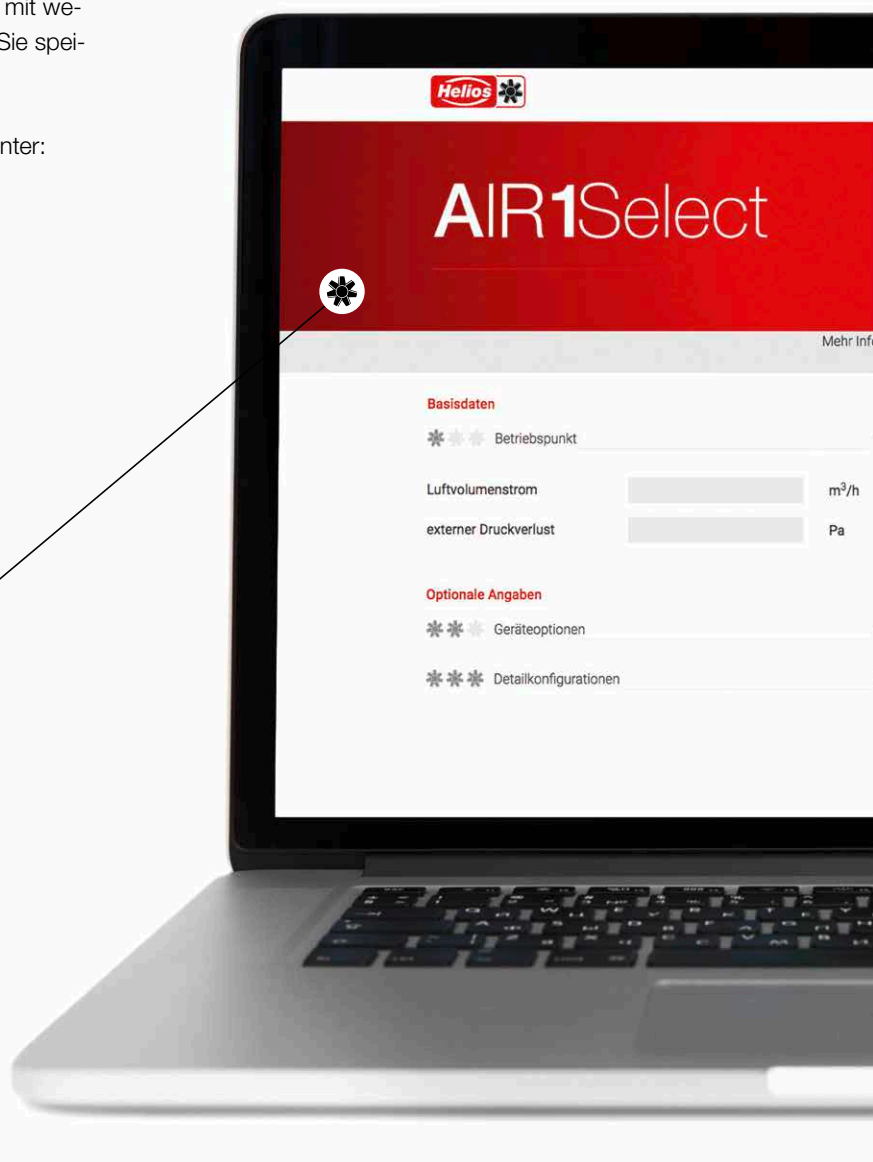 mit we-
Sie spei-
nter:
Helios
AIR1Select
Mehr Inf
Basisdaten
Betriebspunkt
Luftvolumenstrom m³/h
externer Druckverlust Pa
Optionale Angaben
Geräteoptionen
Detailkonfigurationen